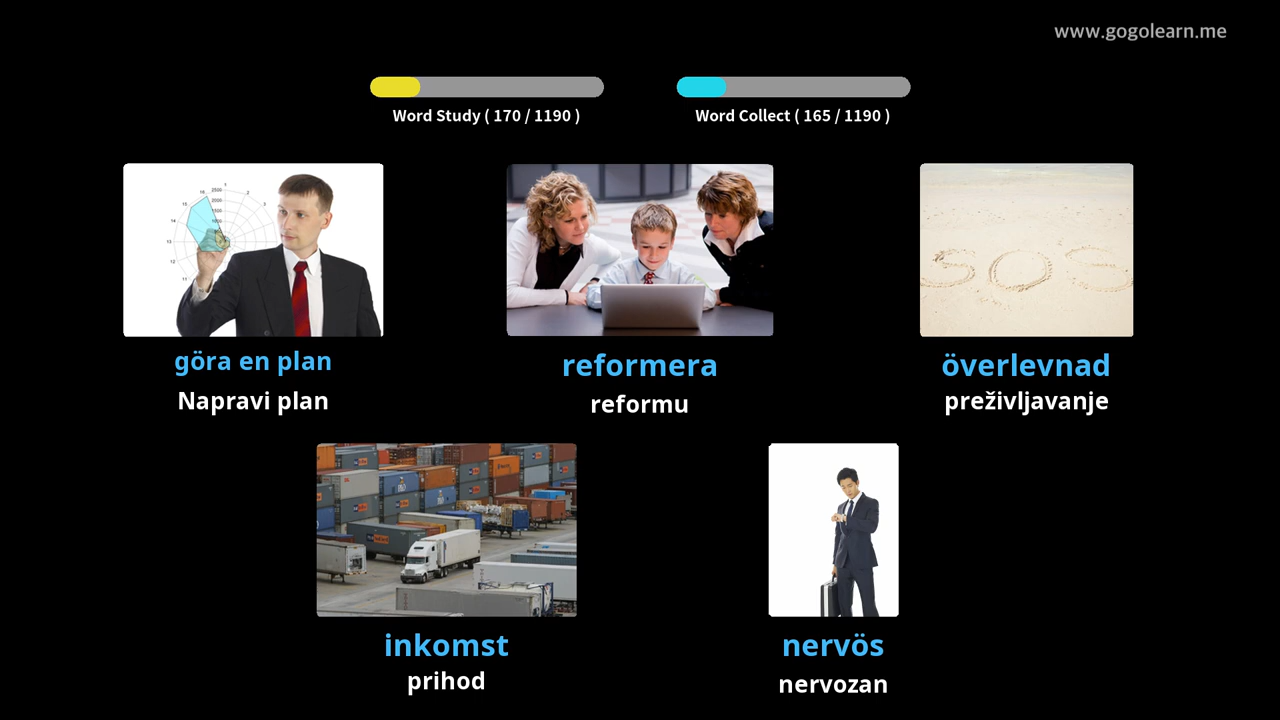 www.gogolearn.me
Word Study ( 170 / 1190 )
Word Collect ( 165 / 1190 )
göra en plan
Napravi plan
reformera
reformu
SOS
överlevnad
preživljavanje
inkomst
prihod
nervös
nervozan